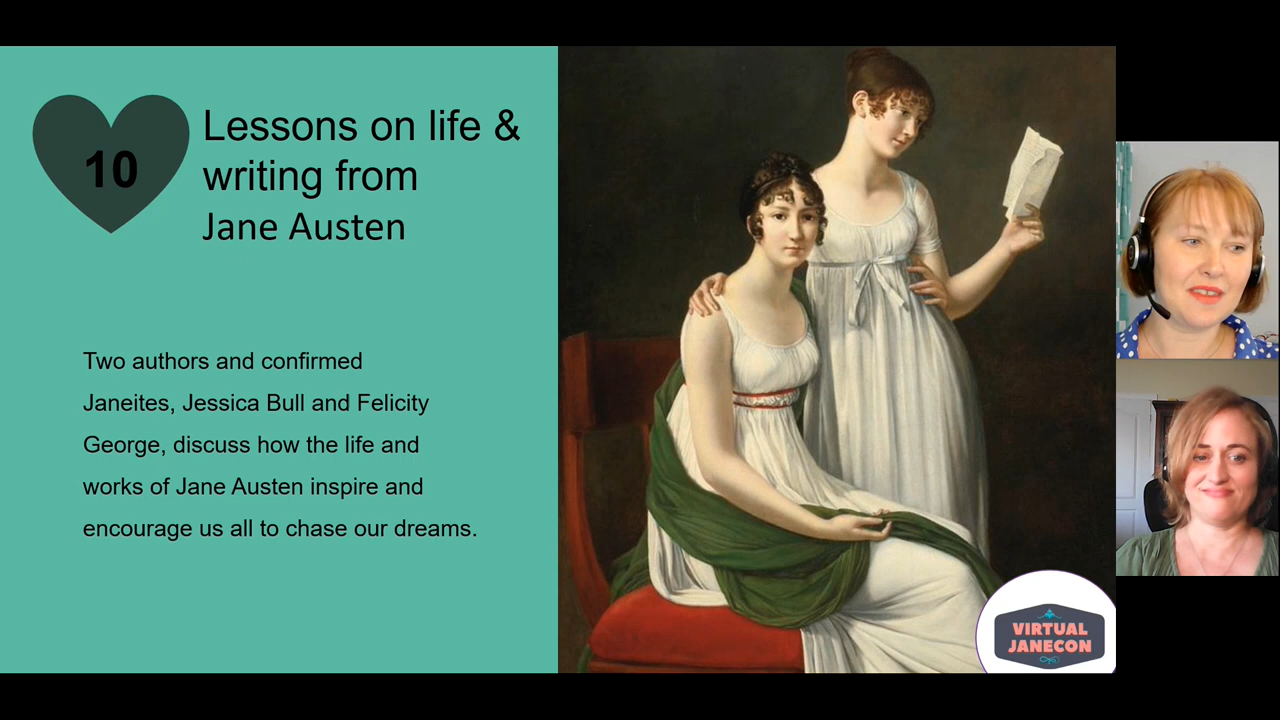 10
Lessons on life &
writing from
Jane Austen
Two authors and confirmed
Janeites, Jessica Bull and Felicity
George, discuss how the life and
works of Jane Austen inspire and
encourage us all to chase our dreams.
VIRTUAL
JANECON